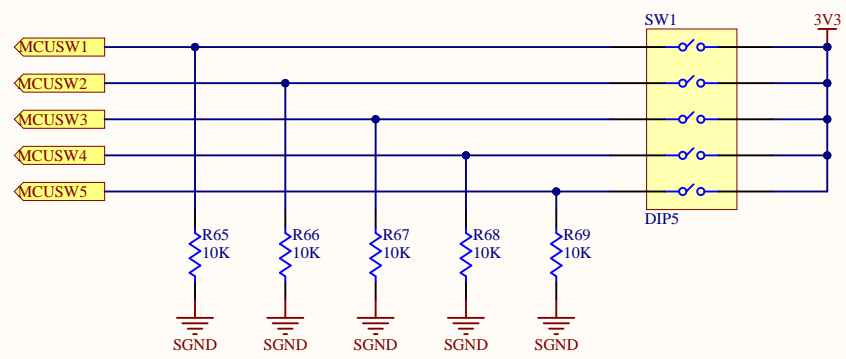 SW1
3V3
MCUSW1
MCUSW2
MCUSW3
MCUSW4
MCUSW5
DIP5
R65
10K
R66
10K
R67
10K
R68
10K
R69
10K
SGND
SGND
SGND
SGND
SGND